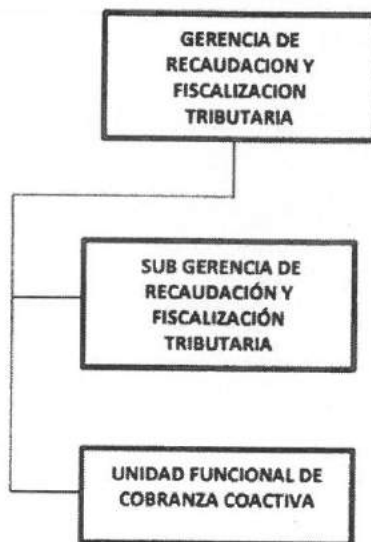 GERENCIA DE
RECAUDACION Y
FISCALIZACION
TRIBUTARIA
SUB GERENCIA DE
RECAUDACIÓN Y
FISCALIZACIÓN
TRIBUTARIA
UNIDAD FUNCIONAL DE
COBRANZA COACTIVA